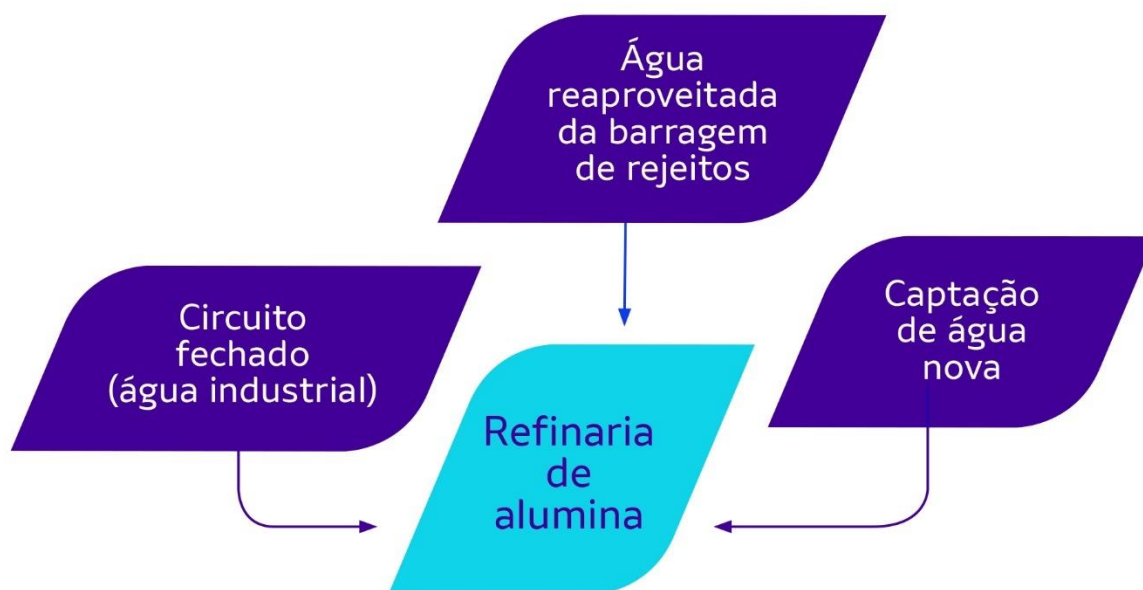 Água
reaproveitada
da barragem
de rejeitos
Circuito
fechado
(água industrial)
Captação
de água
nova
Refinaria
de
alumina